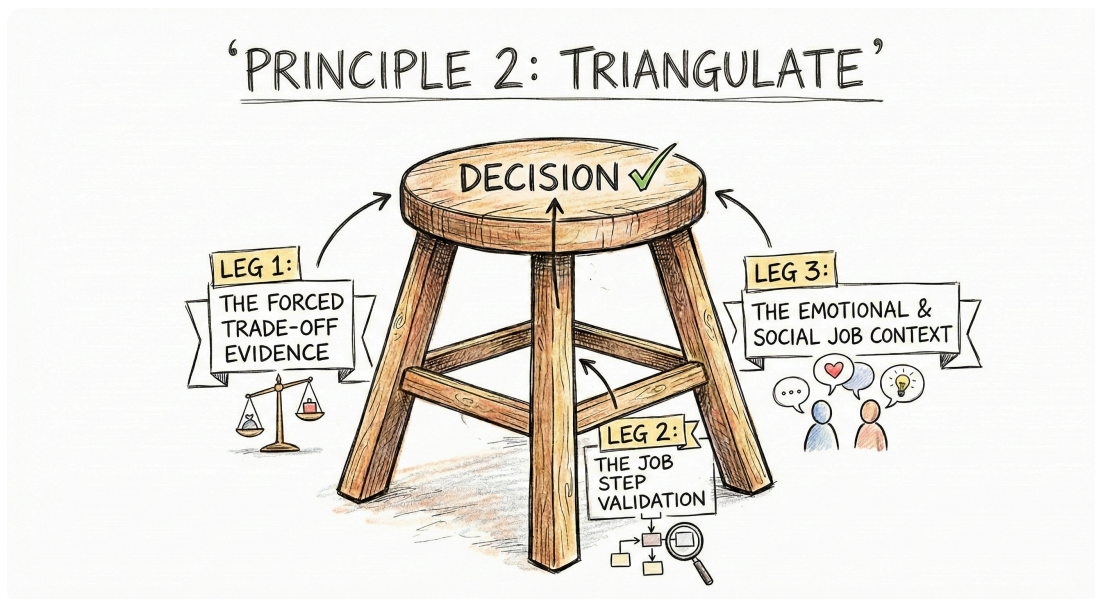 ‘PRINCIPLE 2: TRIANGULATE’
DECISION
LEG 1:
THE FORCED
TRADE-OFF
EVIDENCE
LEG 2:
THE JOB
STEP
VALIDATION
LEG 3:
THE EMOTIONAL &
SOCIAL JOB CONTEXT